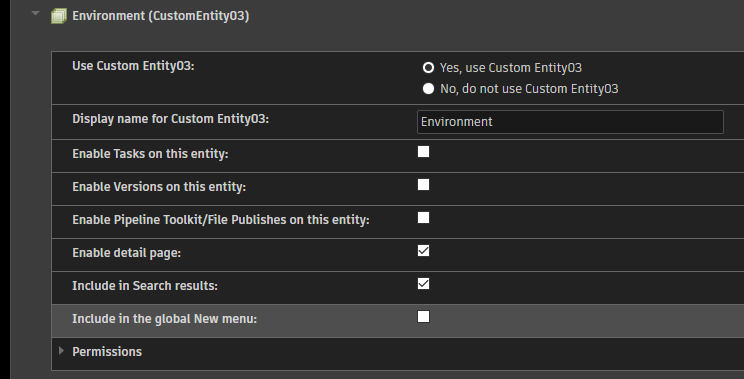 Environment (CustomEntity03)
Use Custom Entity03:
Yes, use Custom Entity03
No, do not use Custom Entity03
Display name for Custom Entity03:
Environment
Enable Tasks on this entity:
Enable Versions on this entity:
Enable Pipeline Toolkit/File Publishes on this entity:
Enable detail page:
Include in Search results:
Include in the global New menu:
Permissions